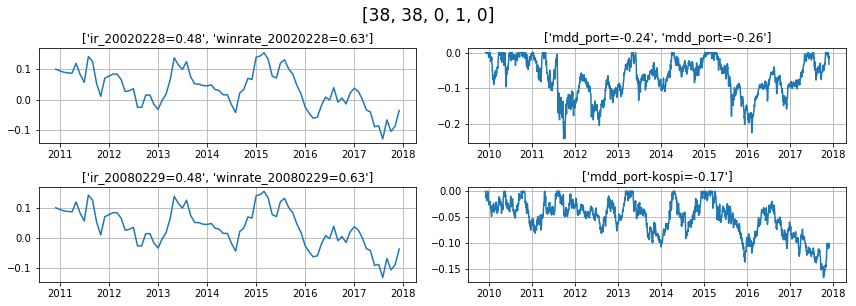 [38, 38, 0, 1, 0]
['ir_20020228=0.48', 'winrate_20020228=0.63']
0.1
0.0
−0.1
2011 2012 2013 2014 2015 2016 2017 2018
['mdd_port=-0.24', 'mdd_port=-0.26']
0.0
−0.1
−0.2
2010 2011 2012 2013 2014 2015 2016 2017 2018
['ir_20080229=0.48', 'winrate_20080229=0.63']
0.1
0.0
−0.1
2011 2012 2013 2014 2015 2016 2017 2018
['mdd_port-kospi=-0.17']
0.00
−0.05
−0.10
−0.15
2010 2011 2012 2013 2014 2015 2016 2017 2018